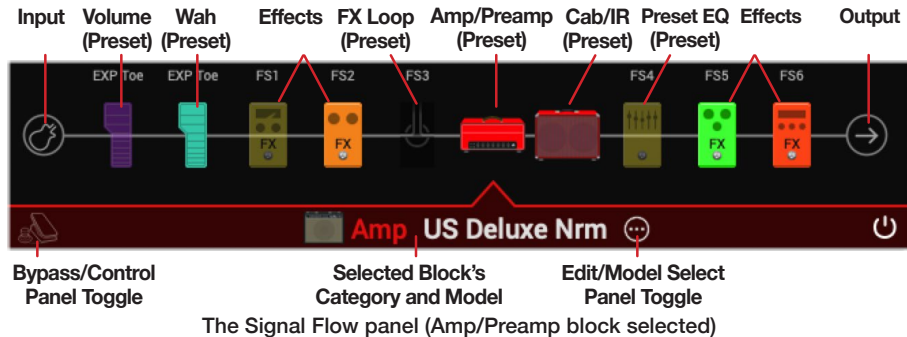 Input Volume Wah Effects FX Loop Amp/Preamp Cab/IR Preset EQ Effects Output
(Preset) (Preset) (Preset) (Preset) (Preset) (Preset)
EXP Toe EXP Toe FS1 FS2 FS3 FS4 FS5 FS6
FX FX FX FX
Amp US Deluxe Nrm
Bypass/Control Selected Block's Edit/Model Select
Panel Toggle Category and Model Panel Toggle
The Signal Flow panel (Amp/Preamp block selected)